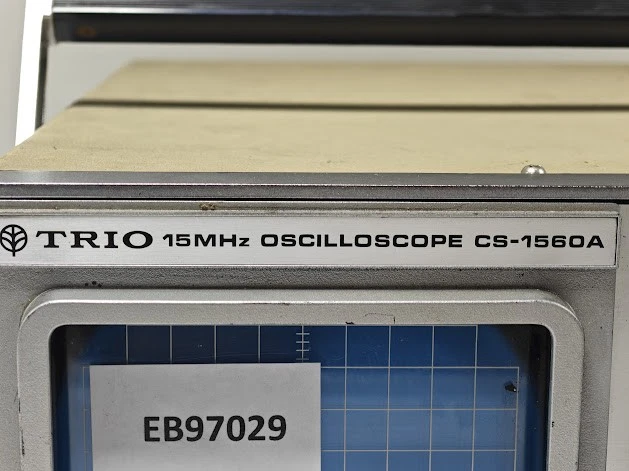 TRIO 15MHz OSCILLOSCOPE CS-1560A
EB97029